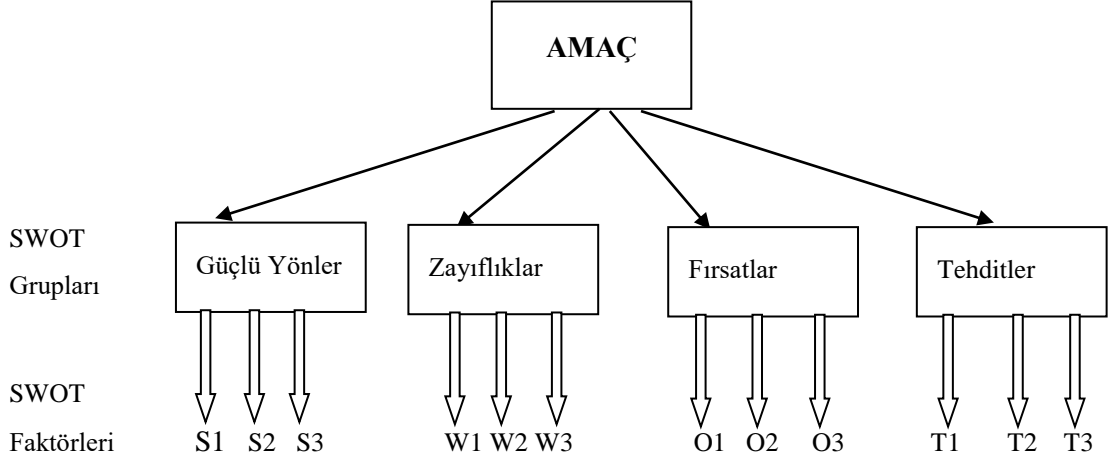 AMAÇ
SWOT
Grupları
Güçlü Yönler
Zayıflıklar
Fırsatlar
Tehditler
SWOT
Faktörleri
S1 S2 S3 W1 W2 W3 O1 O2 O3 T1 T2 T3